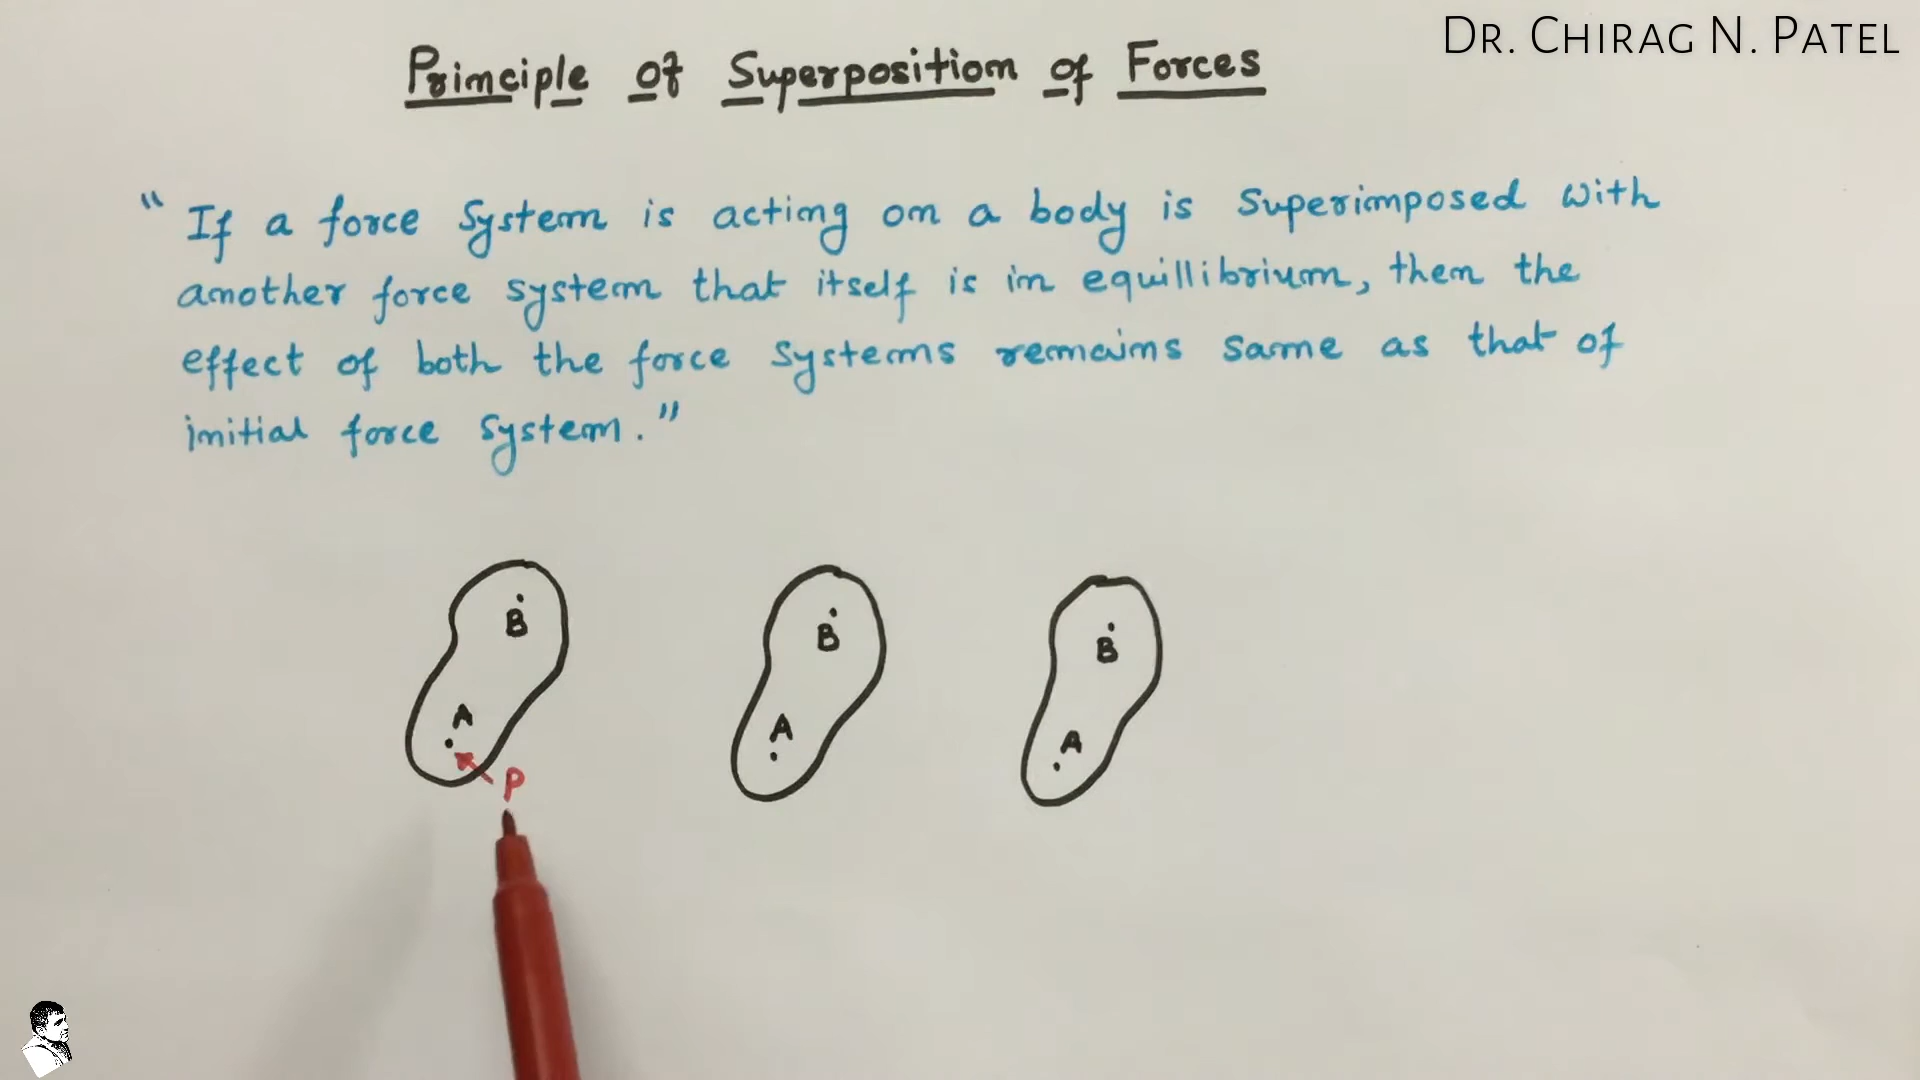 DR. CHIRAG N. PATEL
Principle of Superposition of Forces
" If a force System is acting on a body is Superimposed with
another force system that itself is in equillibrium, then the
effect of both the force Systems remains same as that of
initial force System. "
B
A
P
B
A
B
A